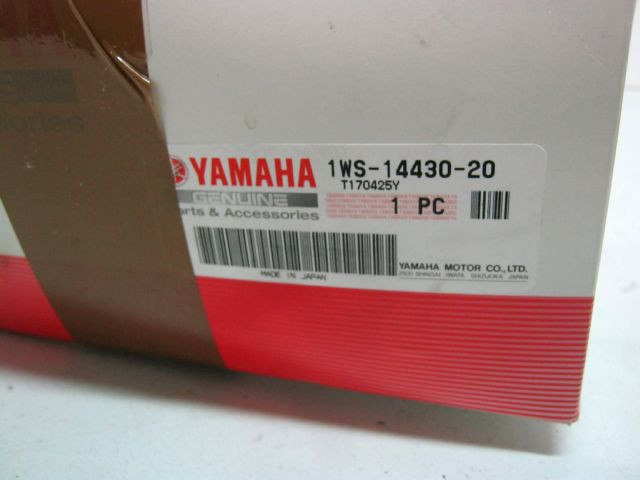 YAMAHA
GENUINE
Parts & Accessories
1WS-14430-20
T170425Y
1 PC
MADE IN JAPAN
YAMAHA MOTOR CO., LTD.
2500 SHINGAI IWATA SHIZUOKA JAPAN